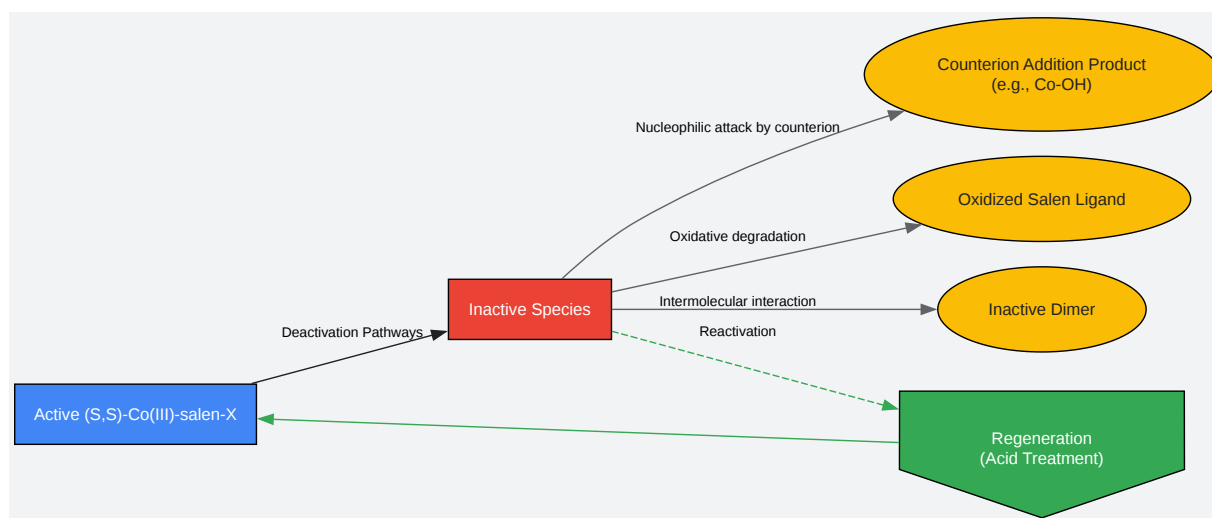 Counterion Addition Product
(e.g., Co-OH)
Nucleophilic attack by counterion
Oxidized Salen Ligand
Oxidative degradation
Inactive Species
Intermolecular interaction
Inactive Dimer
Deactivation Pathways
Reactivation
Active (S,S)-Co(III)-salen-X
Regeneration
(Acid Treatment)